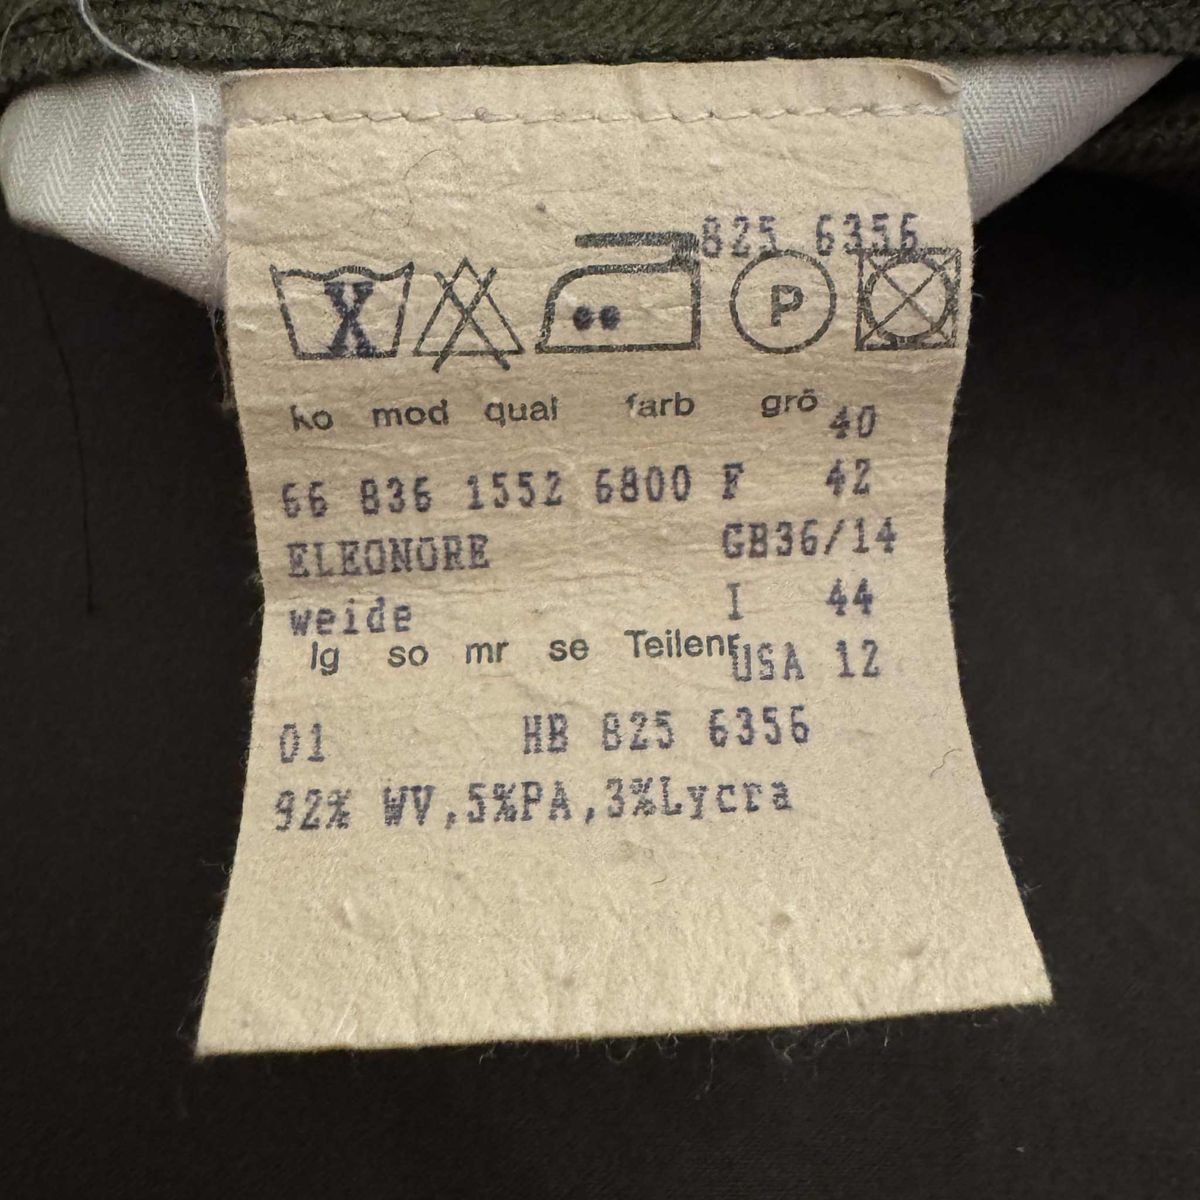 825 6356
X P
ko mod qual farb grö 40
66 836 1552 6800 F 42
ELEONORE GB36/14
weide I 44
lg so mr se Teilenr USA 12
01 HB 825 6356
92% WV,5%PA,3%Lycra